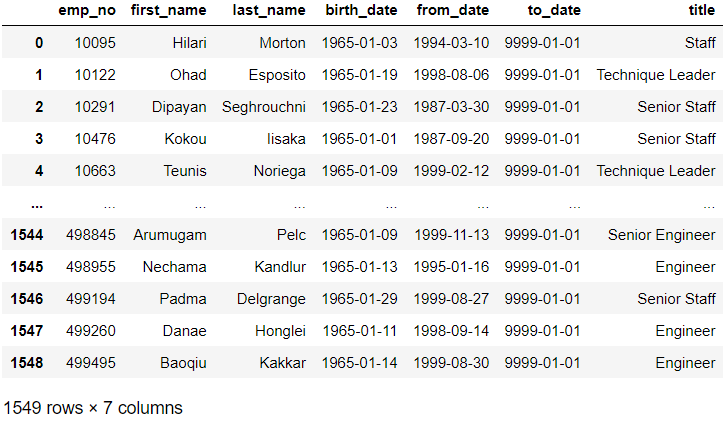 emp_no first_name last_name birth_date from_date to_date title
0 10095 Hilari Morton 1965-01-03 1994-03-10 9999-01-01 Staff
1 10122 Ohad Esposito 1965-01-19 1998-08-06 9999-01-01 Technique Leader
2 10291 Dipayan Seghrouchni 1965-01-23 1987-03-30 9999-01-01 Senior Staff
3 10476 Kokou Iisaka 1965-01-01 1987-09-20 9999-01-01 Senior Staff
4 10663 Teunis Noriega 1965-01-09 1999-02-12 9999-01-01 Technique Leader
... ... ... ... ... ... ... ...
1544 498845 Arumugam Pelc 1965-01-09 1999-11-13 9999-01-01 Senior Engineer
1545 498955 Nechama Kandlur 1965-01-13 1995-01-16 9999-01-01 Engineer
1546 499194 Padma Delgrange 1965-01-29 1999-08-27 9999-01-01 Senior Staff
1547 499260 Danae Honglei 1965-01-11 1998-09-14 9999-01-01 Engineer
1548 499495 Baoqiu Kakkar 1965-01-14 1999-08-30 9999-01-01 Engineer
1549 rows × 7 columns